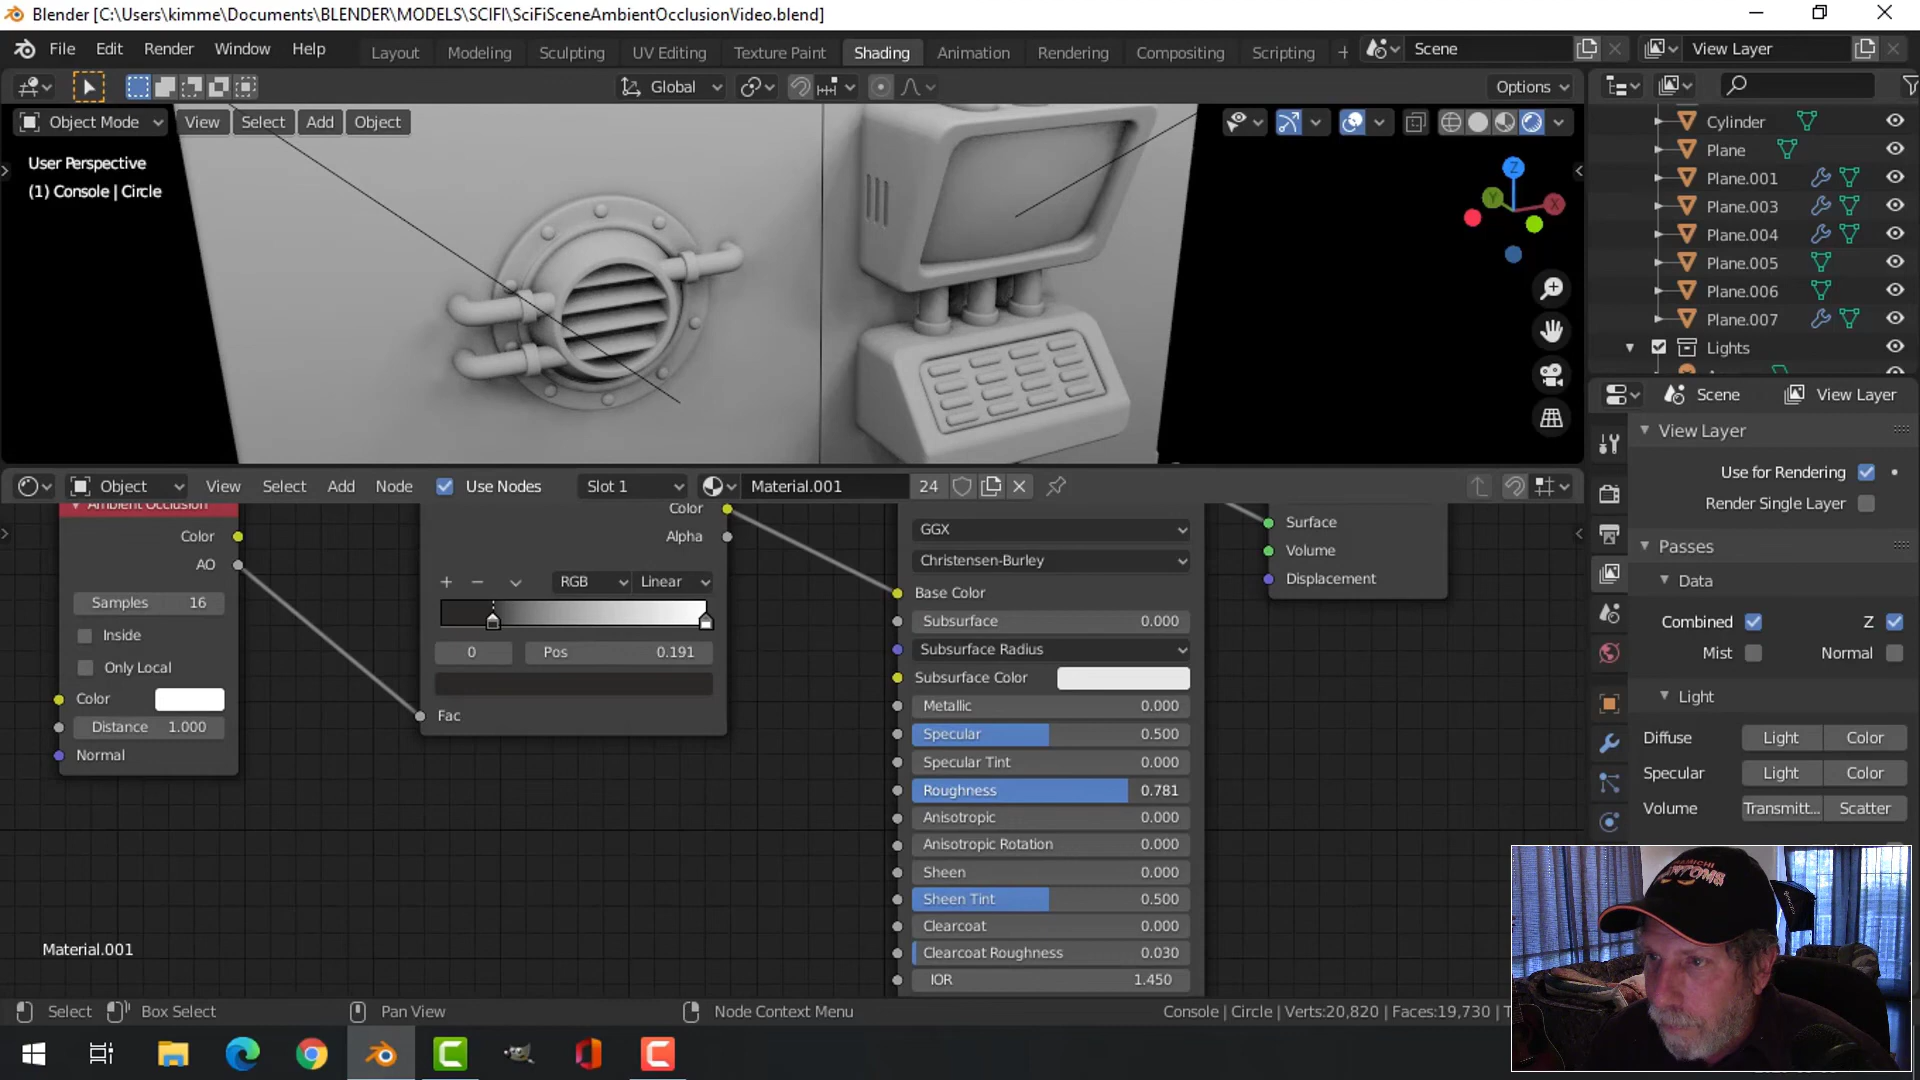 Blender [C:\Users\kimme\Documents\BLENDER\MODELS\SCIFI\SciFiSceneAmbientOcclusionVideo.blend]
File Edit Render Window Help Layout Modeling Sculpting UV Editing Texture Paint Shading Animation Rendering Compositing Scripting + Scene View Layer
Global Options
Object Mode View Select Add Object
User Perspective
(1) Console | Circle
Z
Y
X
Cylinder
Plane
Plane.001
Plane.003
Plane.004
Plane.005
Plane.006
Plane.007
Lights
Scene View Layer
View Layer
Use for Rendering
Render Single Layer
Passes
Data
Combined Z
Mist Normal
Light
Diffuse Light Color
Specular Light Color
Volume Transmitt... Scatter
Object View Select Add Node Use Nodes Slot 1 Material.001 24
Ambient Occlusion
Color
AO
Samples 16
Inside
Only Local
Color
Distance 1.000
Normal
Color
Alpha
+ − RGB Linear
0 Pos 0.191
Fac
GGX
Christensen-Burley
Base Color
Subsurface 0.000
Subsurface Radius
Subsurface Color
Metallic 0.000
Specular 0.500
Specular Tint 0.000
Roughness 0.781
Anisotropic 0.000
Anisotropic Rotation 0.000
Sheen 0.000
Sheen Tint 0.500
Clearcoat 0.000
Clearcoat Roughness 0.030
IOR 1.450
Surface
Volume
Displacement
Material.001
Select Box Select Pan View Node Context Menu Console | Circle | Verts:20,820 | Faces:19,730 | T